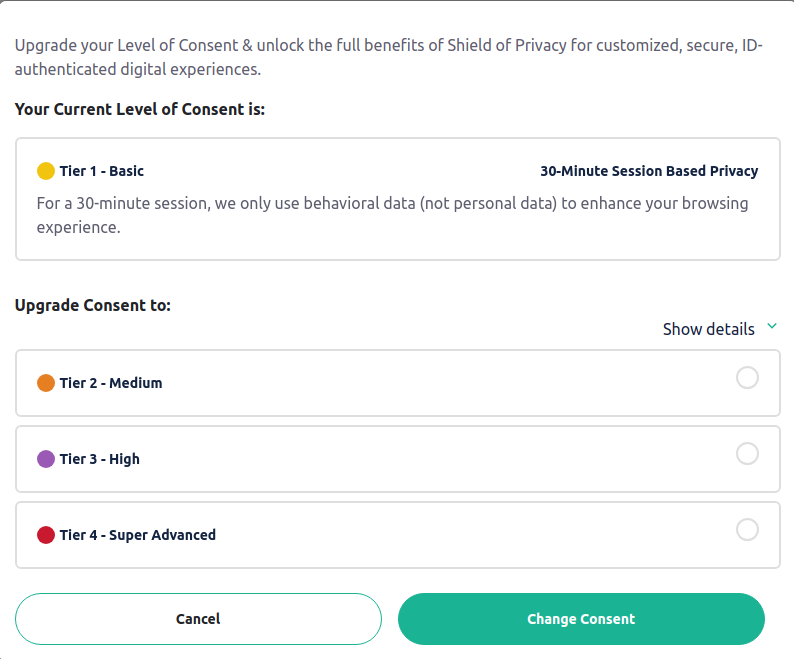 Upgrade your Level of Consent & unlock the full benefits of Shield of Privacy for customized, secure, ID-
authenticated digital experiences.
Your Current Level of Consent is:
Tier 1 - Basic
30-Minute Session Based Privacy
For a 30-minute session, we only use behavioral data (not personal data) to enhance your browsing
experience.
Upgrade Consent to:
Show details
Tier 2 - Medium
Tier 3 - High
Tier 4 - Super Advanced
Cancel
Change Consent